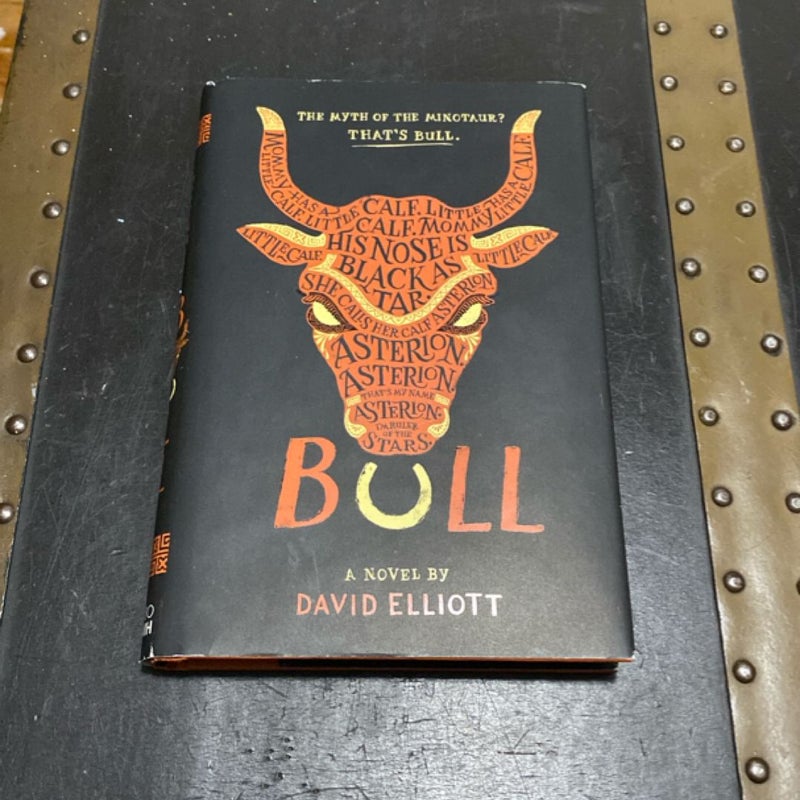 THE MYTH OF THE MINOTAUR?
THAT'S BULL.
MOMMY HAS A LITTLE CALF, LITTLE CALF, LITTLE CALF. MOMMY HAS A LITTLE CALF.
HIS NOSE IS
BLACK AS
TAR.
SHE CALLS HER CALF ASTERION
ASTERION,
ASTERION.
THAT'S MY NAME
ASTERION:
DA RULER
OF THE
STARS.
LITTLE CALF,
LITTLE CALF
BULL
A NOVEL BY
DAVID ELLIOTT